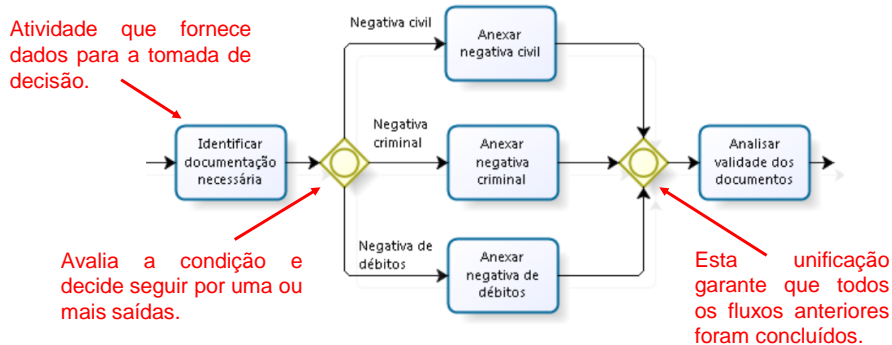 Atividade que fornece
dados para a tomada de
decisão.
Negativa civil
Anexar
negativa civil
Identificar
documentação
necessária
Negativa
criminal
Anexar
negativa
criminal
Analisar
validade dos
documentos
Negativa de
débitos
Anexar
negativa de
débitos
Avalia a condição e
decide seguir por uma ou
mais saídas.
Esta unificação
garante que todos
os fluxos anteriores
foram concluídos.